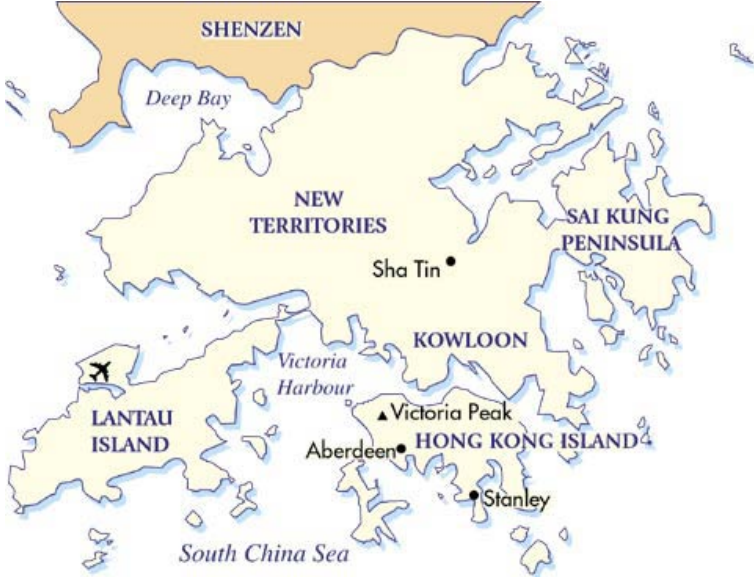 SHENZEN
Deep Bay
NEW
TERRITORIES
SAI KUNG
PENINSULA
Sha Tin
KOWLOON
Victoria
Harbour
LANTAU
ISLAND
Victoria Peak
Aberdeen
HONG KONG ISLAND
Stanley
South China Sea